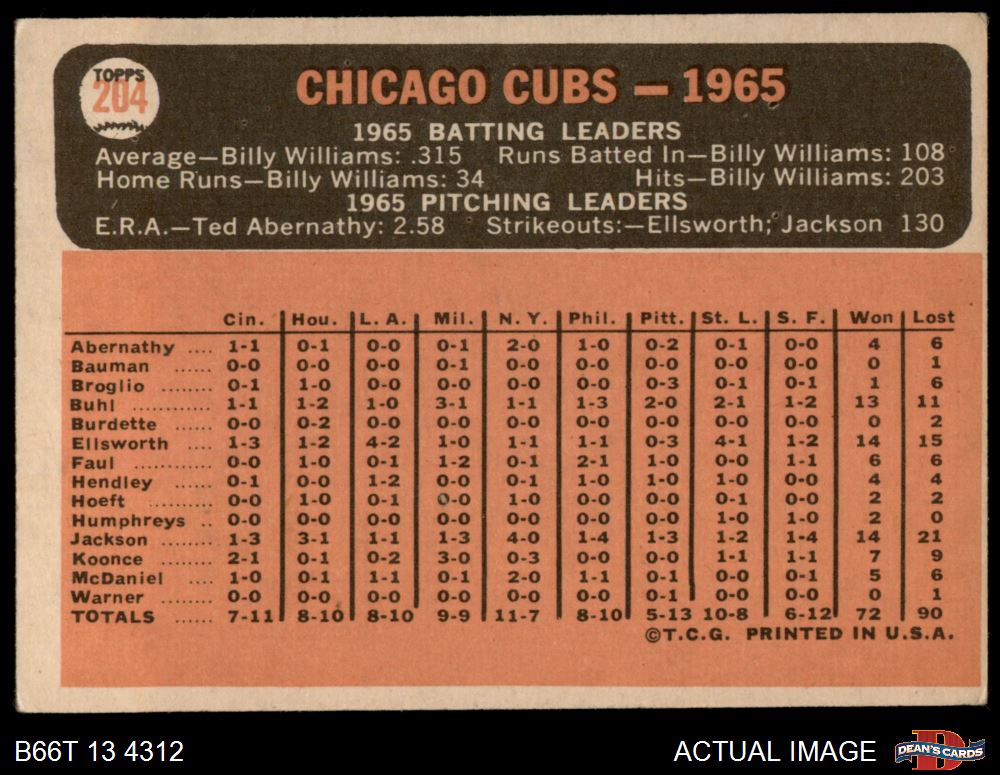 TOPPS
204
CHICAGO CUBS — 1965
1965 BATTING LEADERS
Average—Billy Williams: .315 Runs Batted In—Billy Williams: 108
Home Runs—Billy Williams: 34 Hits—Billy Williams: 203
1965 PITCHING LEADERS
E.R.A.—Ted Abernathy: 2.58 Strikeouts:—Ellsworth; Jackson 130
Cin. Hou. L. A. Mil. N. Y. Phil. Pitt. St. L. S. F. Won Lost
Abernathy .... 1-1 0-1 0-0 0-1 2-0 1-0 0-2 0-1 0-0 4 6
Bauman ...... 0-0 0-0 0-0 0-1 0-0 0-0 0-0 0-0 0-0 0 1
Broglio ......... 0-1 1-0 0-0 0-0 0-0 0-0 0-3 0-1 0-1 1 6
Buhl ............ 1-1 1-2 1-0 3-1 1-1 1-3 2-0 2-1 1-2 13 11
Burdette ...... 0-0 0-2 0-0 0-0 0-0 0-0 0-0 0-0 0-0 0 2
Ellsworth .... 1-3 1-2 4-2 1-0 1-1 1-1 0-3 4-1 1-2 14 15
Faul ............ 0-0 1-0 0-1 1-2 0-1 2-1 1-0 0-0 1-1 6 6
Hendley ...... 0-1 0-0 1-2 0-0 0-1 1-0 1-0 1-0 0-0 4 4
Hoeft .......... 0-0 1-0 0-1 0-0 1-0 0-0 0-0 0-1 0-0 2 2
Humphreys .. 0-0 0-0 0-0 0-0 0-0 0-0 0-0 1-0 1-0 2 0
Jackson ........ 1-3 3-1 1-1 1-3 4-0 1-4 1-3 1-2 1-4 14 21
Koonce ........ 2-1 0-1 0-2 3-0 0-3 0-0 0-0 1-1 1-1 7 9
McDaniel .... 1-0 0-1 1-1 0-1 2-0 1-1 0-1 0-0 0-1 5 6
Warner ........ 0-0 0-0 0-0 0-0 0-0 0-0 0-1 0-0 0-0 0 1
TOTALS ...... 7-11 8-10 8-10 9-9 11-7 8-10 5-13 10-8 6-12 72 90
©T.C.G. PRINTED IN U.S.A.
B66T 13 4312 ACTUAL IMAGE DEAN'S CARDS